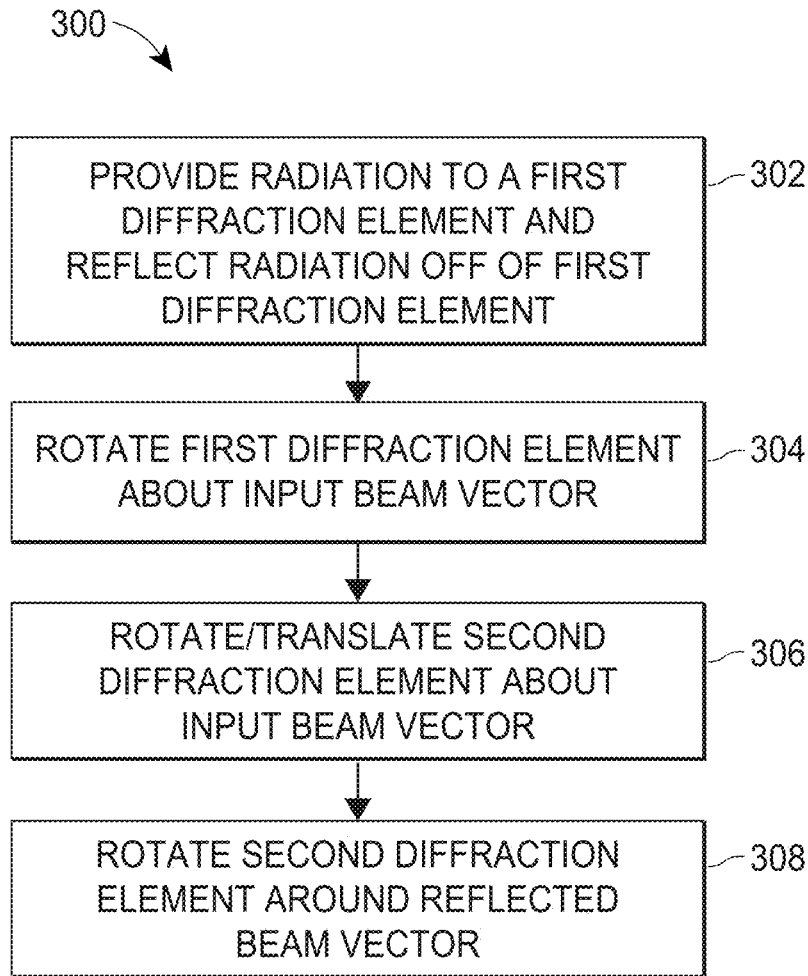 300
PROVIDE RADIATION TO A FIRST
DIFFRACTION ELEMENT AND
REFLECT RADIATION OFF OF FIRST
DIFFRACTION ELEMENT
302
ROTATE FIRST DIFFRACTION ELEMENT
ABOUT INPUT BEAM VECTOR
304
ROTATE/TRANSLATE SECOND
DIFFRACTION ELEMENT ABOUT
INPUT BEAM VECTOR
306
ROTATE SECOND DIFFRACTION
ELEMENT AROUND REFLECTED
BEAM VECTOR
308